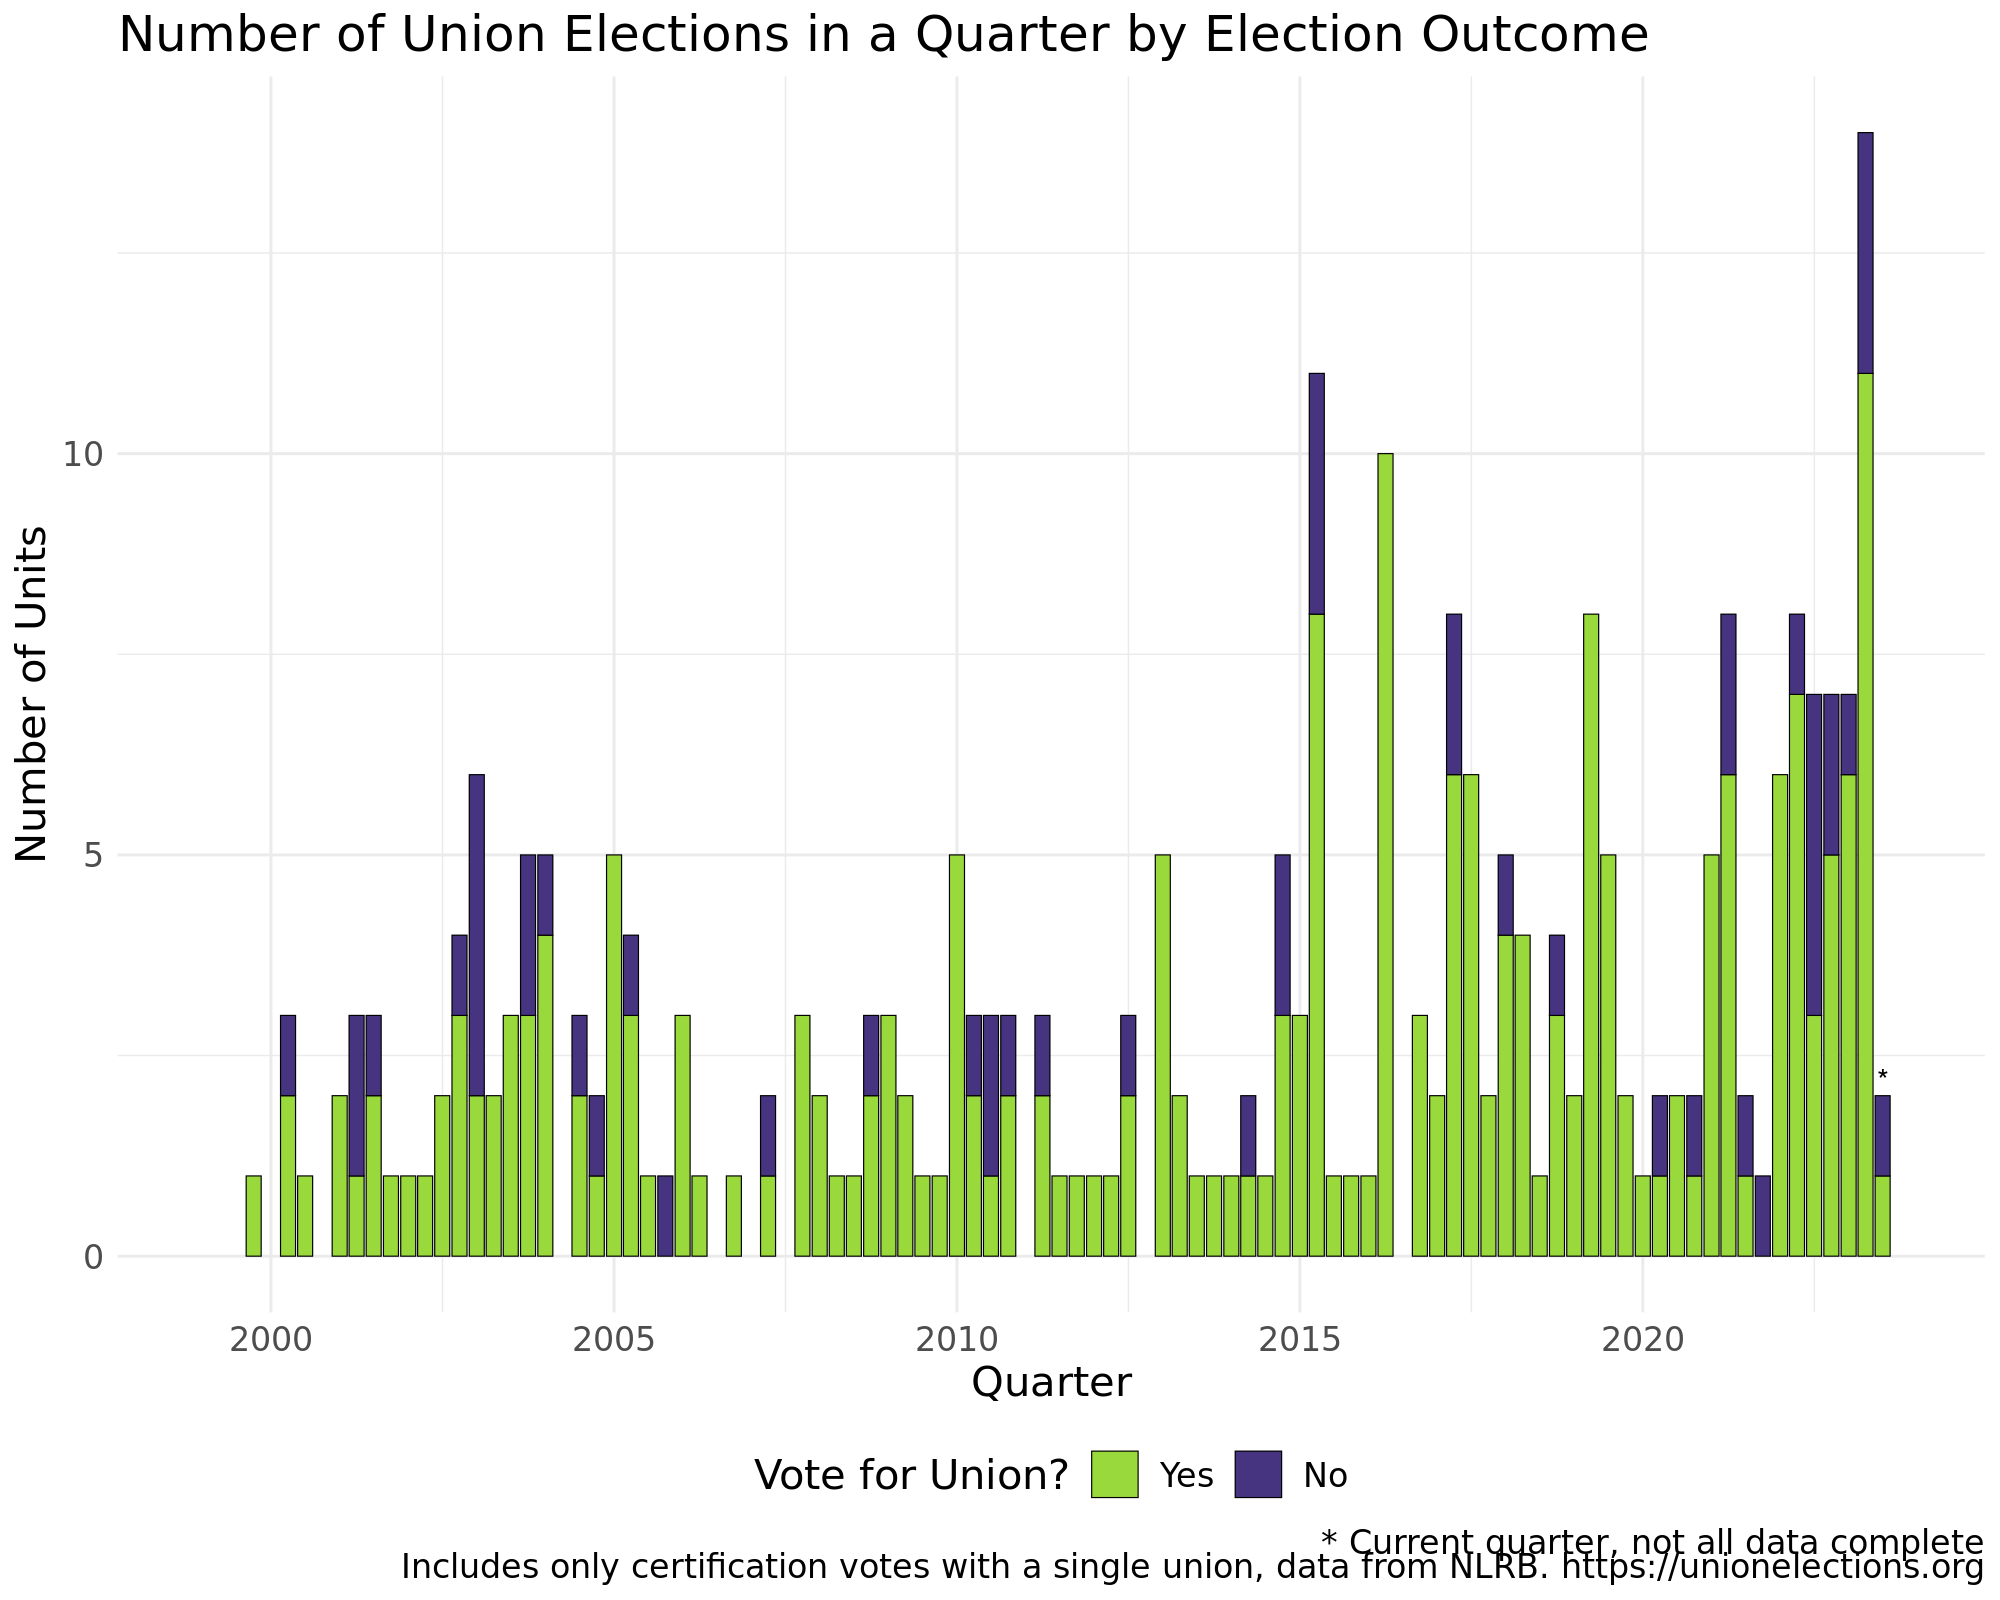 Number of Union Elections in a Quarter by Election Outcome
Number of Units
10
5
0
*
2000 2005 2010 2015 2020
Quarter
Vote for Union? Yes No
* Current quarter, not all data complete
Includes only certification votes with a single union, data from NLRB. https://unionelections.org